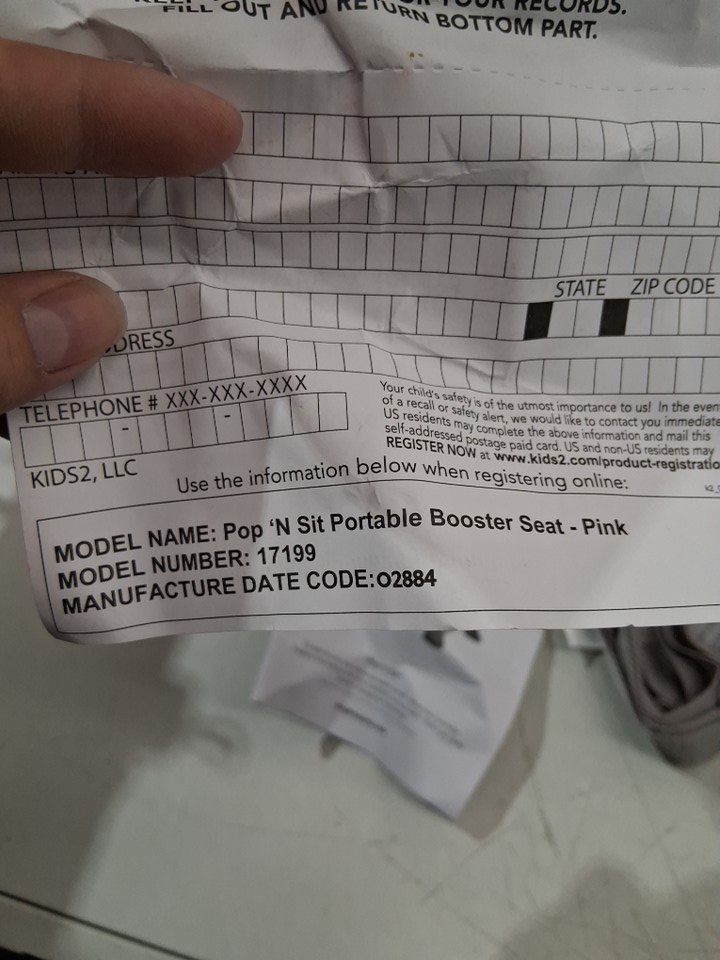 FILL OUT AND RETURN BOTTOM PART.
STATE ZIP CODE
TELEPHONE # XXX-XXX-XXXX
Your child's safety is of the utmost importance to us! In the
of a recall or safety alert, we would like to contact you
US residents may complete the above information and mail this
self-addressed postage paid card. US and non-US residents may
REGISTER NOW at www.kids2.com/product-registratio
KIDS2, LLC
Use the information below when registering online:
MODEL NAME: Pop 'N Sit Portable Booster Seat - Pink
MODEL NUMBER: 17199
MANUFACTURE DATE CODE:O2884